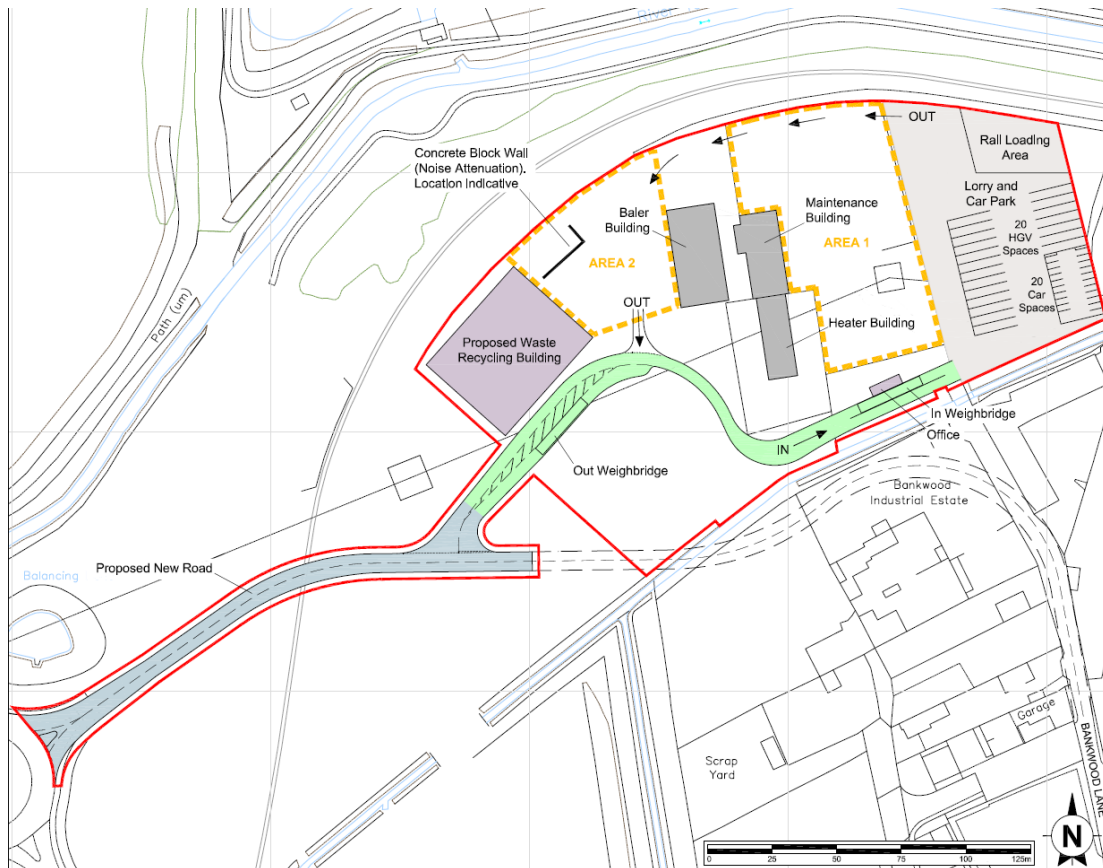 River
OUT
Rail Loading
Area
Concrete Block Wall
(Noise Attenuation).
Location Indicative
Lorry and
Car Park
Baler
Building
Maintenance
Building
20
HGV
Spaces
AREA 1
AREA 2
20
Car
Spaces
OUT
Path (um)
Heater Building
Proposed Waste
Recycling Building
In Weighbridge
Office
IN
Out Weighbridge
Bankwood
Industrial Estate
Proposed New Road
Balancing
Garage
Scrap
Yard
BANKWOOD LANE
N
0 25 50 75 100 125m